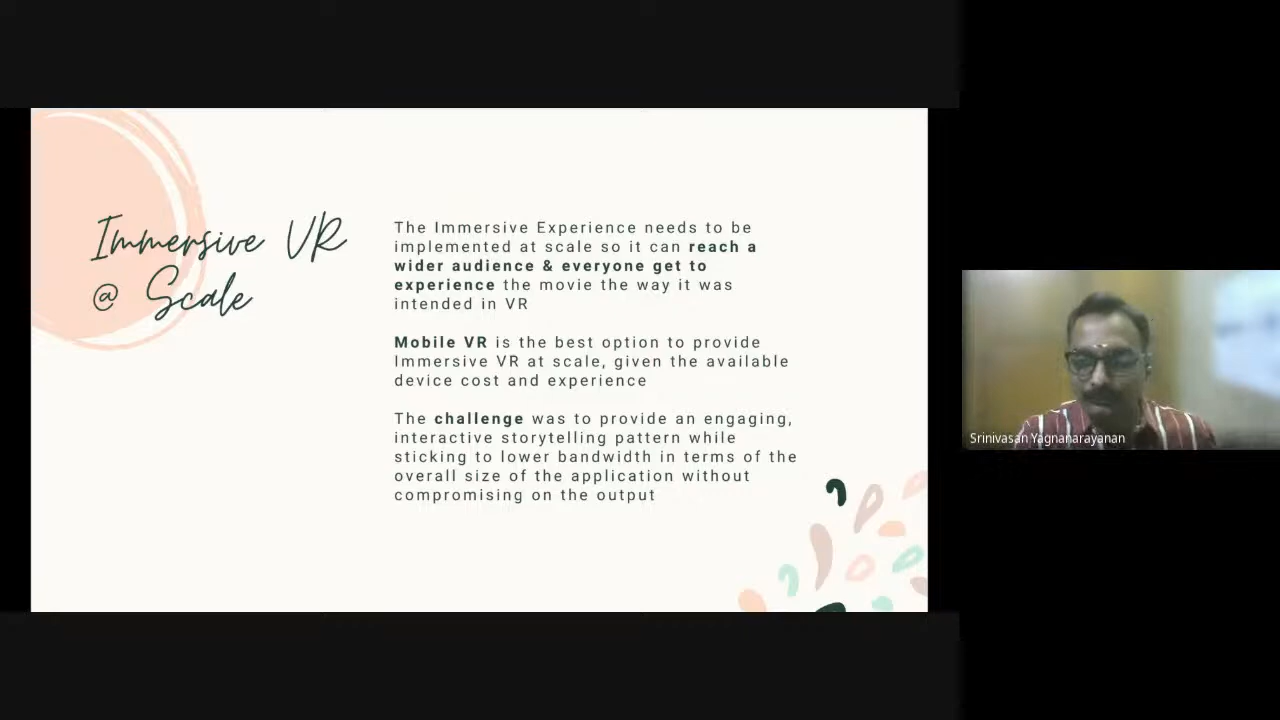 Immersive VR
@ Scale
The Immersive Experience needs to be
implemented at scale so it can reach a
wider audience & everyone get to
experience the movie the way it was
intended in VR
Mobile VR is the best option to provide
Immersive VR at scale, given the available
device cost and experience
The challenge was to provide an engaging,
interactive storytelling pattern while
sticking to lower bandwidth in terms of the
overall size of the application without
compromising on the output
Srinivasan Yagnanarayanan